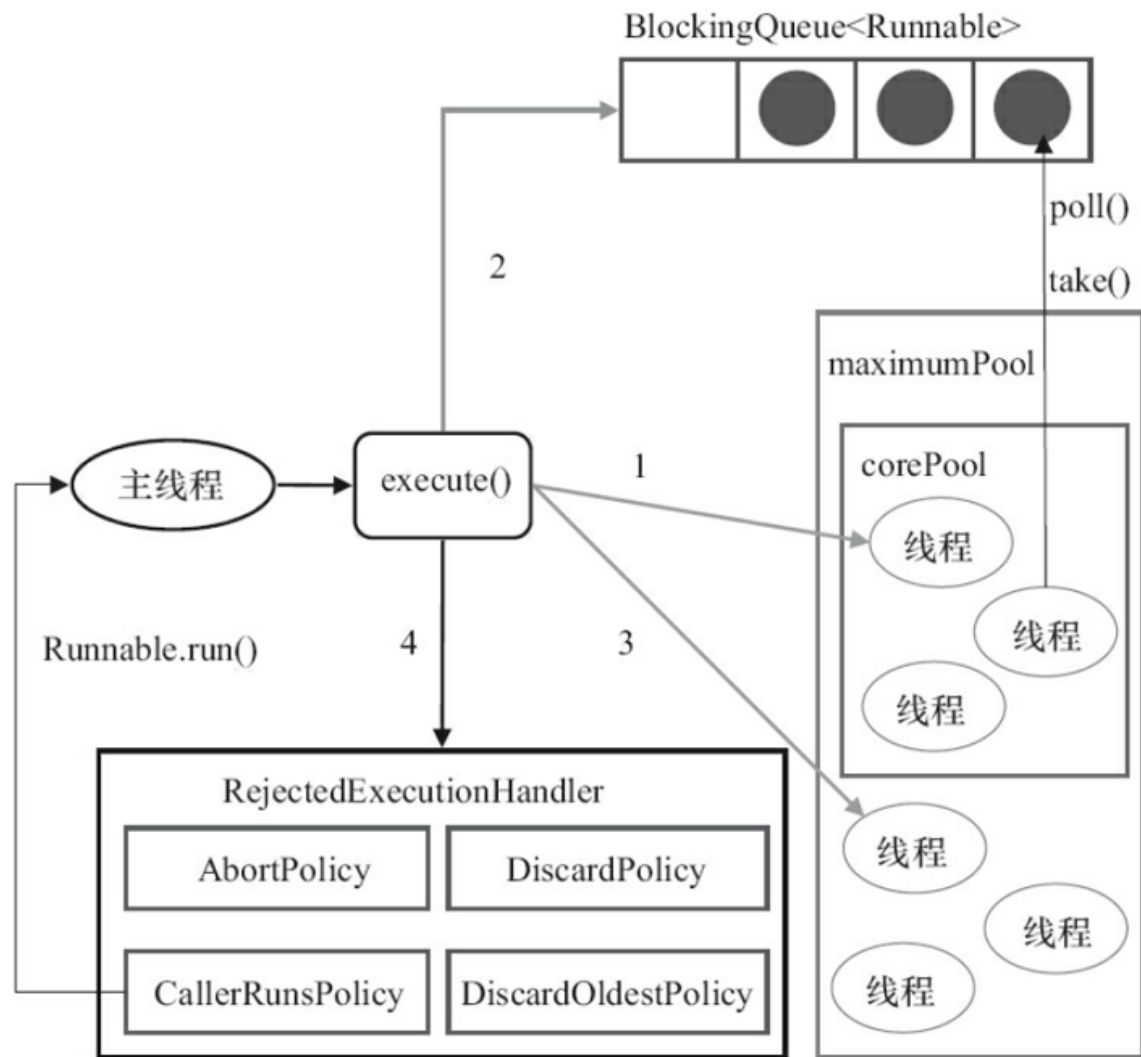 BlockingQueue<Runnable>
poll()
2
take()
maximumPool
1
corePool
主线程
execute()
线程
线程
Runnable.run()
4
3
线程
RejectedExecutionHandler
线程
AbortPolicy
DiscardPolicy
线程
CallerRunsPolicy
DiscardOldestPolicy
线程